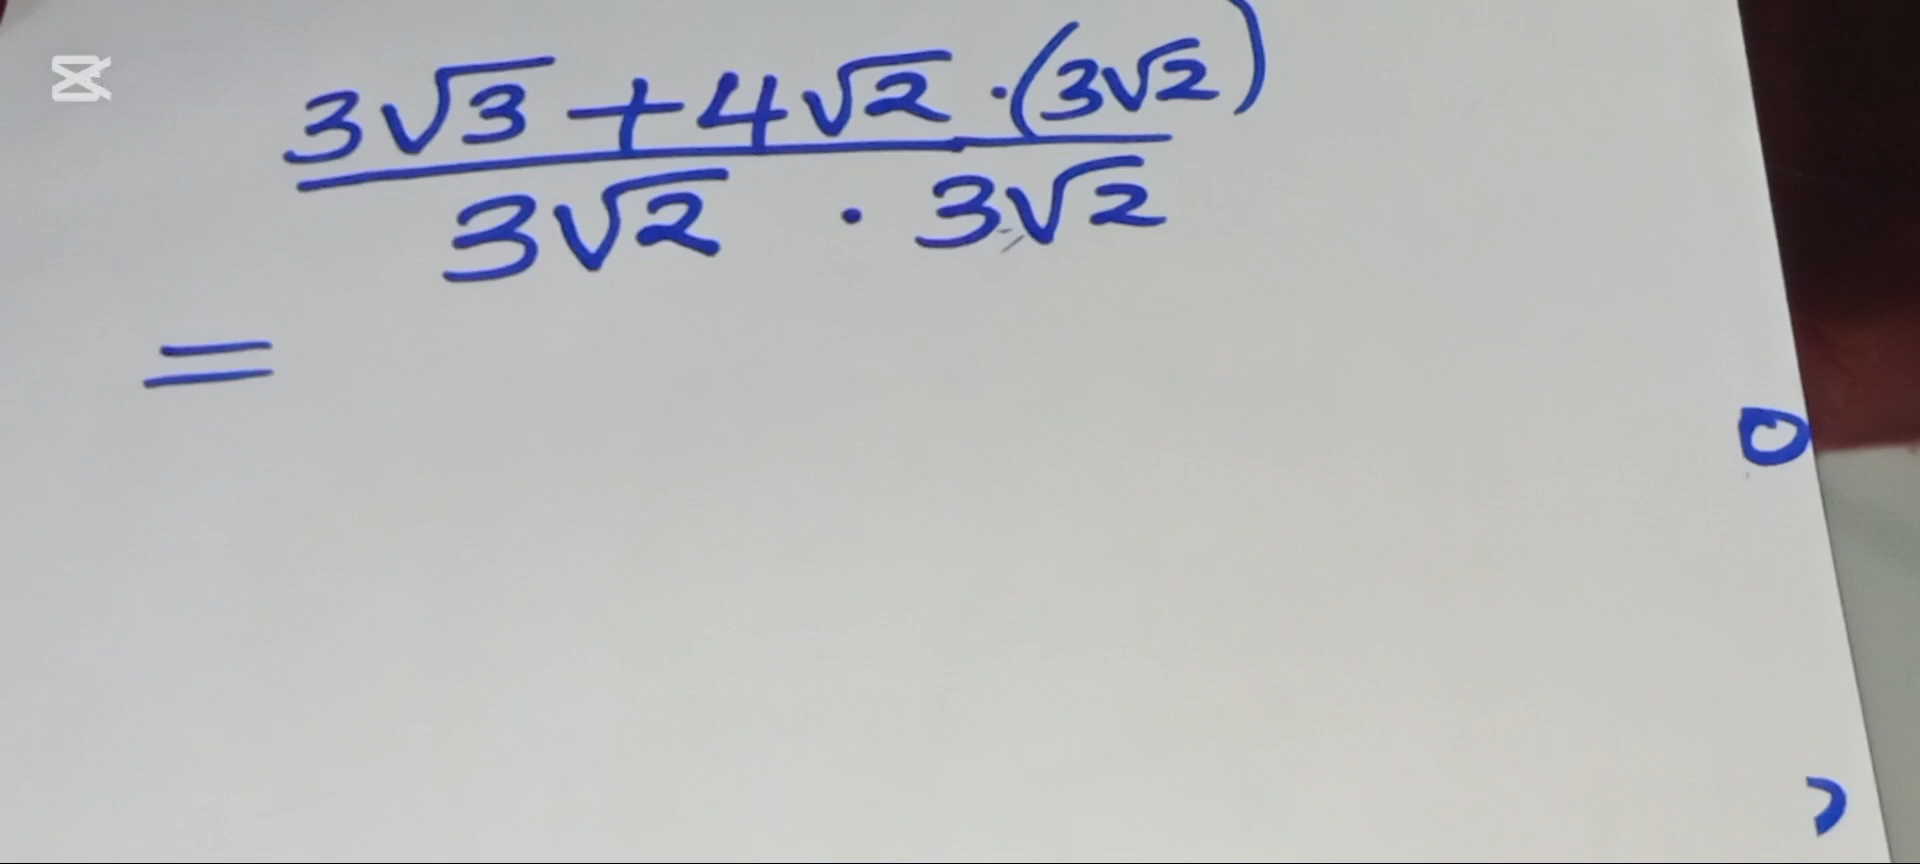 3√3 + 4√2 · (3√2)
3√2 · 3√2
=